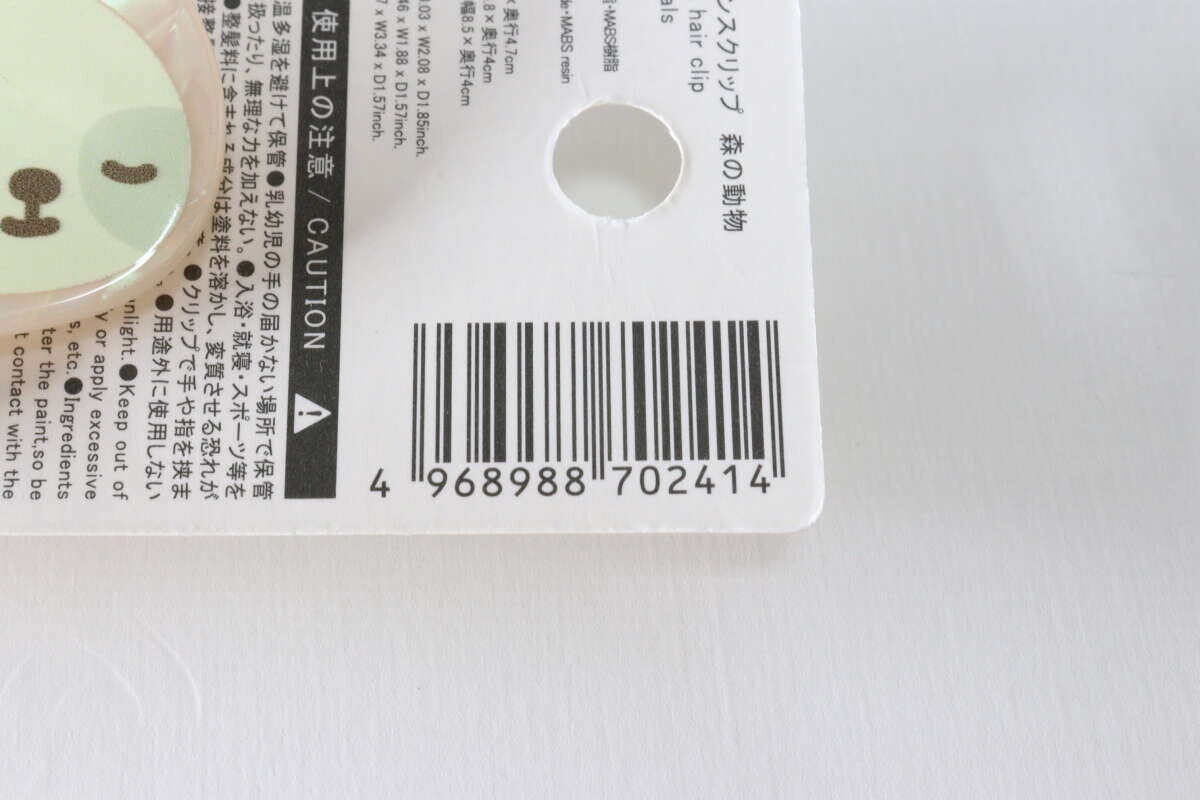 ンスクリップ 森の動物
hair clip
als
・MABS樹脂
de・MABS resin
× 奥行4.7cm
.8 × 奥行4cm
幅8.5 × 奥行4cm
.03 x W2.08 x D1.85inch.
46 x W1.88 x D1.57inch.
7 x W3.34 x D1.57inch.
使用上の注意 / CAUTION
温多湿を避けて保管●乳幼児の手の届かない場所で保管
扱ったり、無理な力を加えない。●入浴・就寝・スポーツ等を
●整髪料に含まれる成分は塗料を溶かし、変質させる恐れが
●クリップで手や指を挟ま
●用途外に使用しない
nlight.●Keep out of
y or apply excessive
s, etc.●Ingredients
ter the paint,so be
t contact with the
4 968988 702414